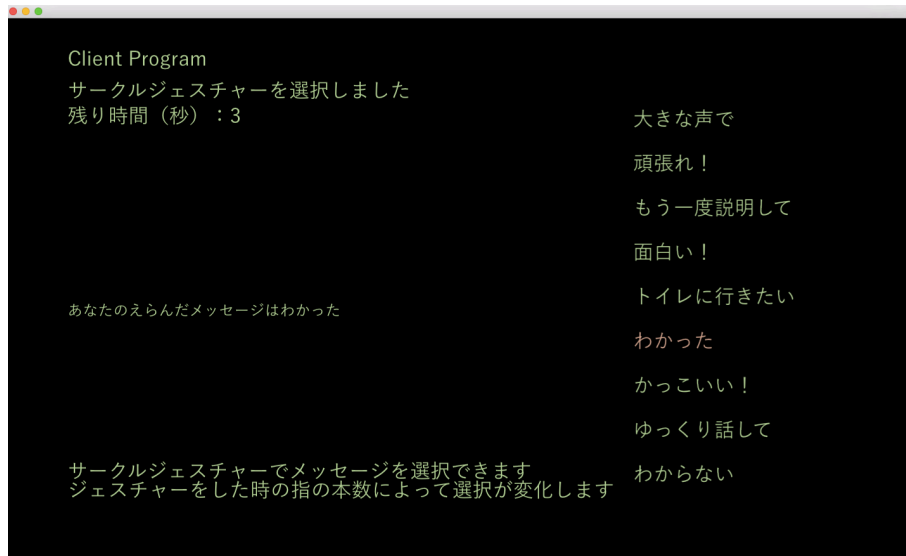 Client Program
サークルジェスチャーを選択しました
残り時間（秒）：3
あなたのえらんだメッセージはわかった
サークルジェスチャーでメッセージを選択できます
ジェスチャーをした時の指の本数によって選択が変化します
大きな声で
頑張れ！
もう一度説明して
面白い！
トイレに行きたい
わかった
かっこいい！
ゆっくり話して
わからない